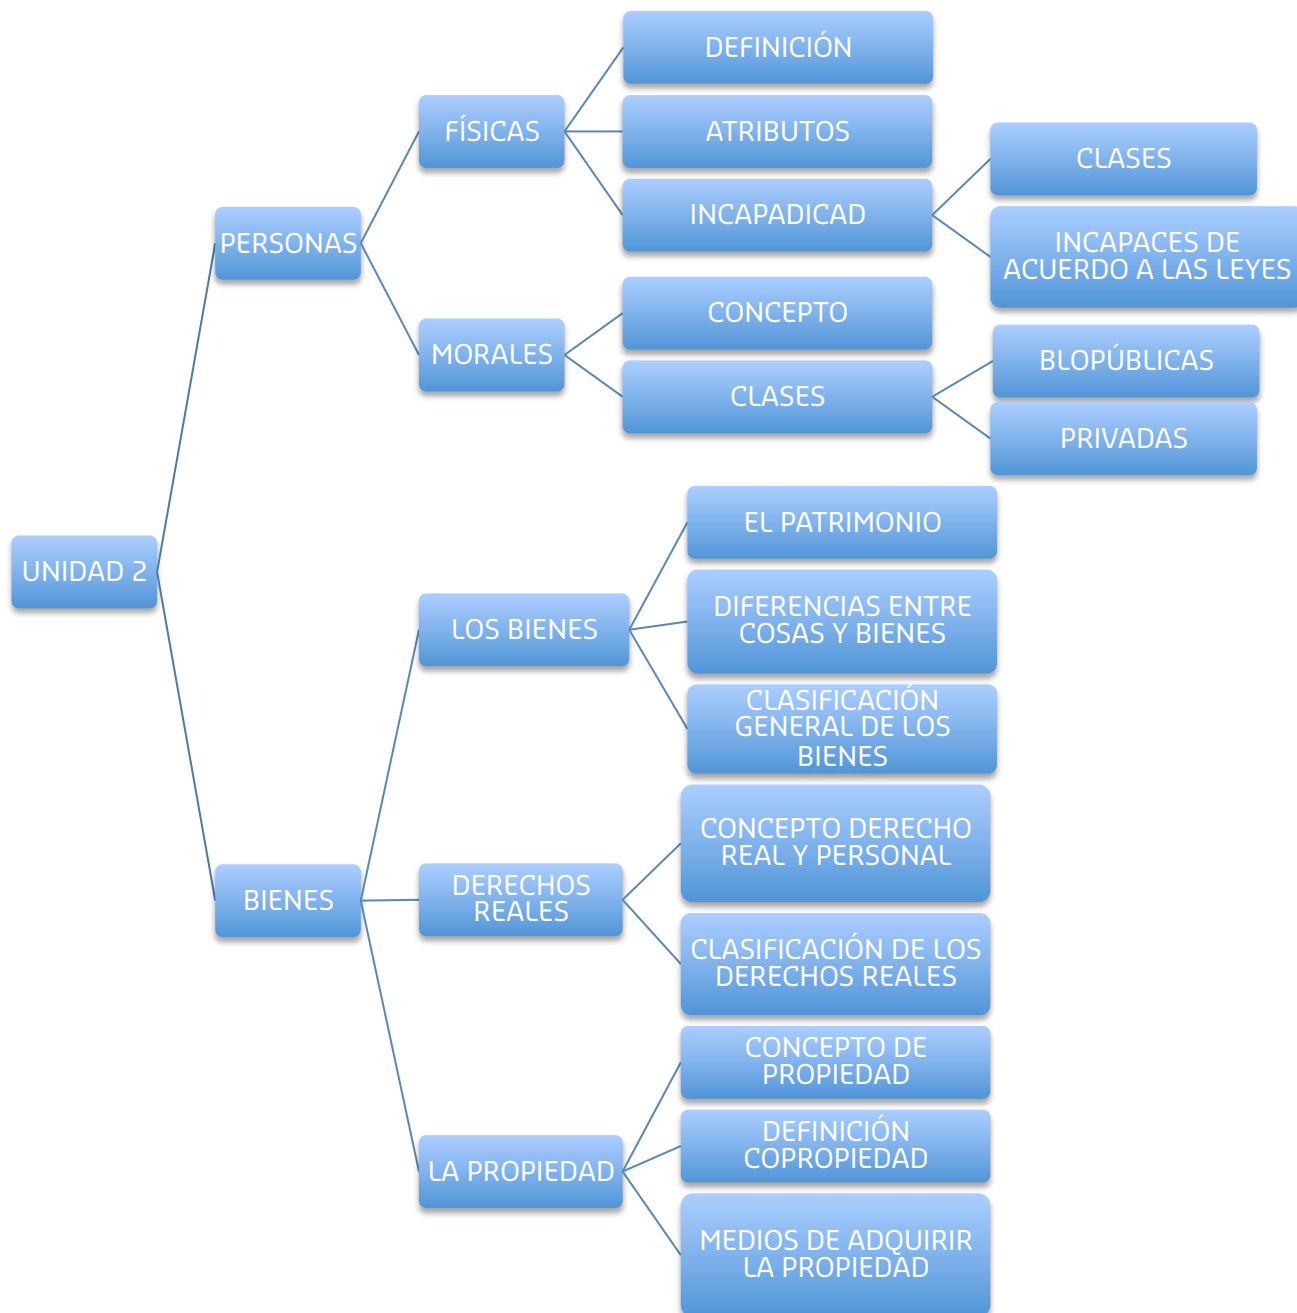 DEFINICIÓN
FÍSICAS
ATRIBUTOS
CLASES
INCAPADICAD
PERSONAS
INCAPACES DE
ACUERDO A LAS LEYES
CONCEPTO
MORALES
BLOPÚBLICAS
CLASES
PRIVADAS
EL PATRIMONIO
UNIDAD 2
LOS BIENES
DIFERENCIAS ENTRE
COSAS Y BIENES
CLASIFICACIÓN
GENERAL DE LOS
BIENES
CONCEPTO DERECHO
REAL Y PERSONAL
BIENES
DERECHOS
REALES
CLASIFICACIÓN DE LOS
DERECHOS REALES
CONCEPTO DE
PROPIEDAD
LA PROPIEDAD
DEFINICIÓN
COPROPIEDAD
MEDIOS DE ADQUIRIR
LA PROPIEDAD